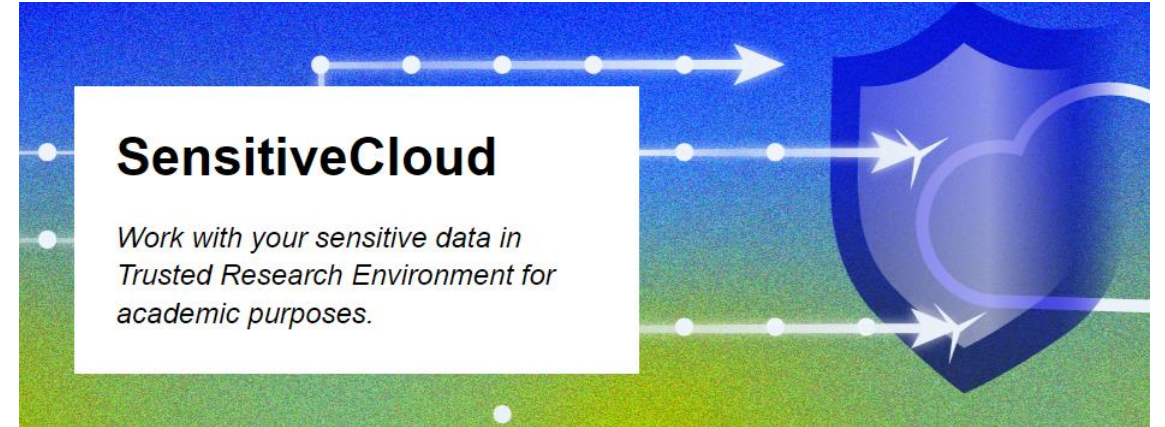 SensitiveCloud
Work with your sensitive data in
Trusted Research Environment for
academic purposes.